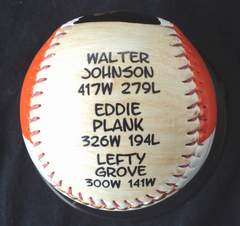 WALTER
JOHNSON
417W 279L
EDDIE
PLANK
326W 194L
LEFTY
GROVE
300W 141W